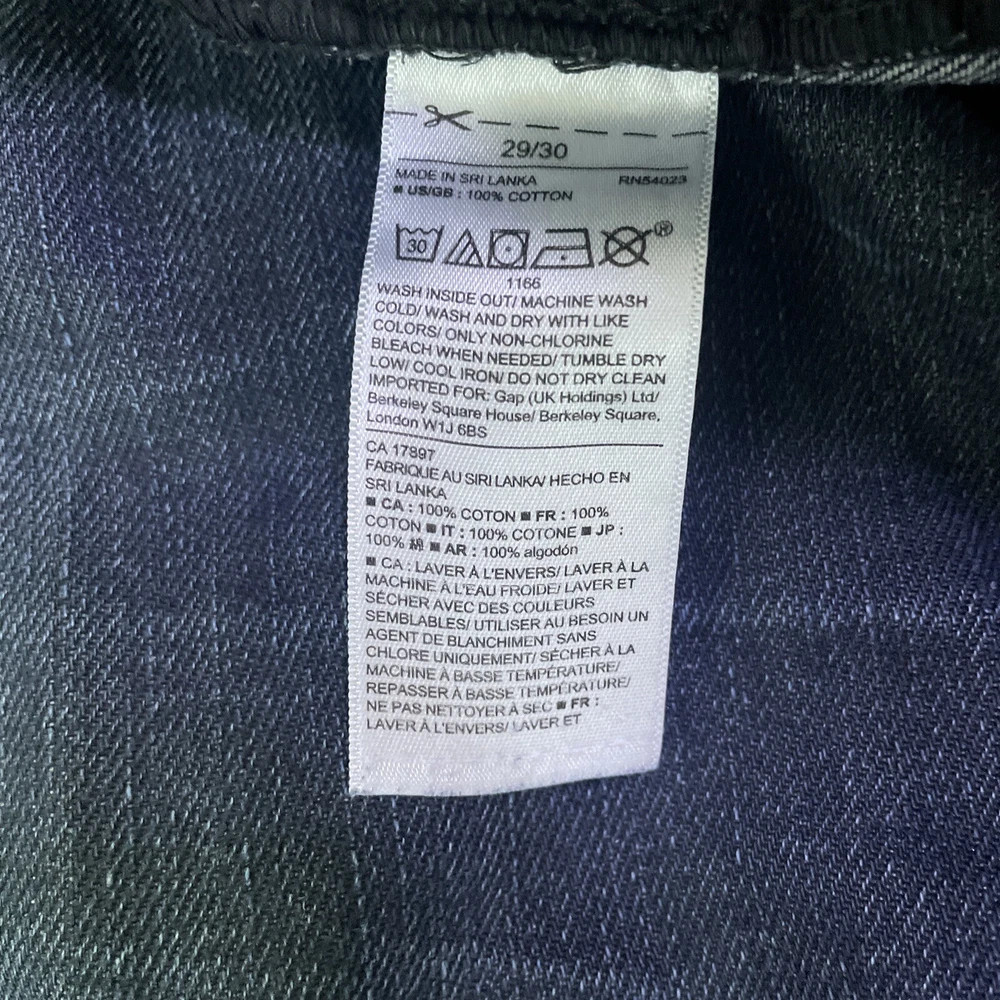 29/30
MADE IN SRI LANKA RN54023
■ US/GB : 100% COTTON
30 ®
1166
WASH INSIDE OUT/ MACHINE WASH
COLD/ WASH AND DRY WITH LIKE
COLORS/ ONLY NON-CHLORINE
BLEACH WHEN NEEDED/ TUMBLE DRY
LOW/ COOL IRON/ DO NOT DRY CLEAN
IMPORTED FOR: Gap (UK Holdings) Ltd/
Berkeley Square House/ Berkeley Square,
London W1J 6BS
CA 17897
FABRIQUE AU SIRI LANKA/ HECHO EN
SRI LANKA
■ CA : 100% COTON ■ FR : 100%
COTON ■ IT : 100% COTONE ■ JP :
100% 綿 ■ AR : 100% algodón
■ CA : LAVER À L'ENVERS/ LAVER À LA
MACHINE À L'EAU FROIDE/ LAVER ET
SÉCHER AVEC DES COULEURS
SEMBLABLES/ UTILISER AU BESOIN UN
AGENT DE BLANCHIMENT SANS
CHLORE UNIQUEMENT/ SÉCHER À LA
MACHINE À BASSE TEMPÉRATURE/
REPASSER À BASSE TEMPÉRATURE/
NE PAS NETTOYER À SEC ■ FR :
LAVER À L'ENVERS/ LAVER ET